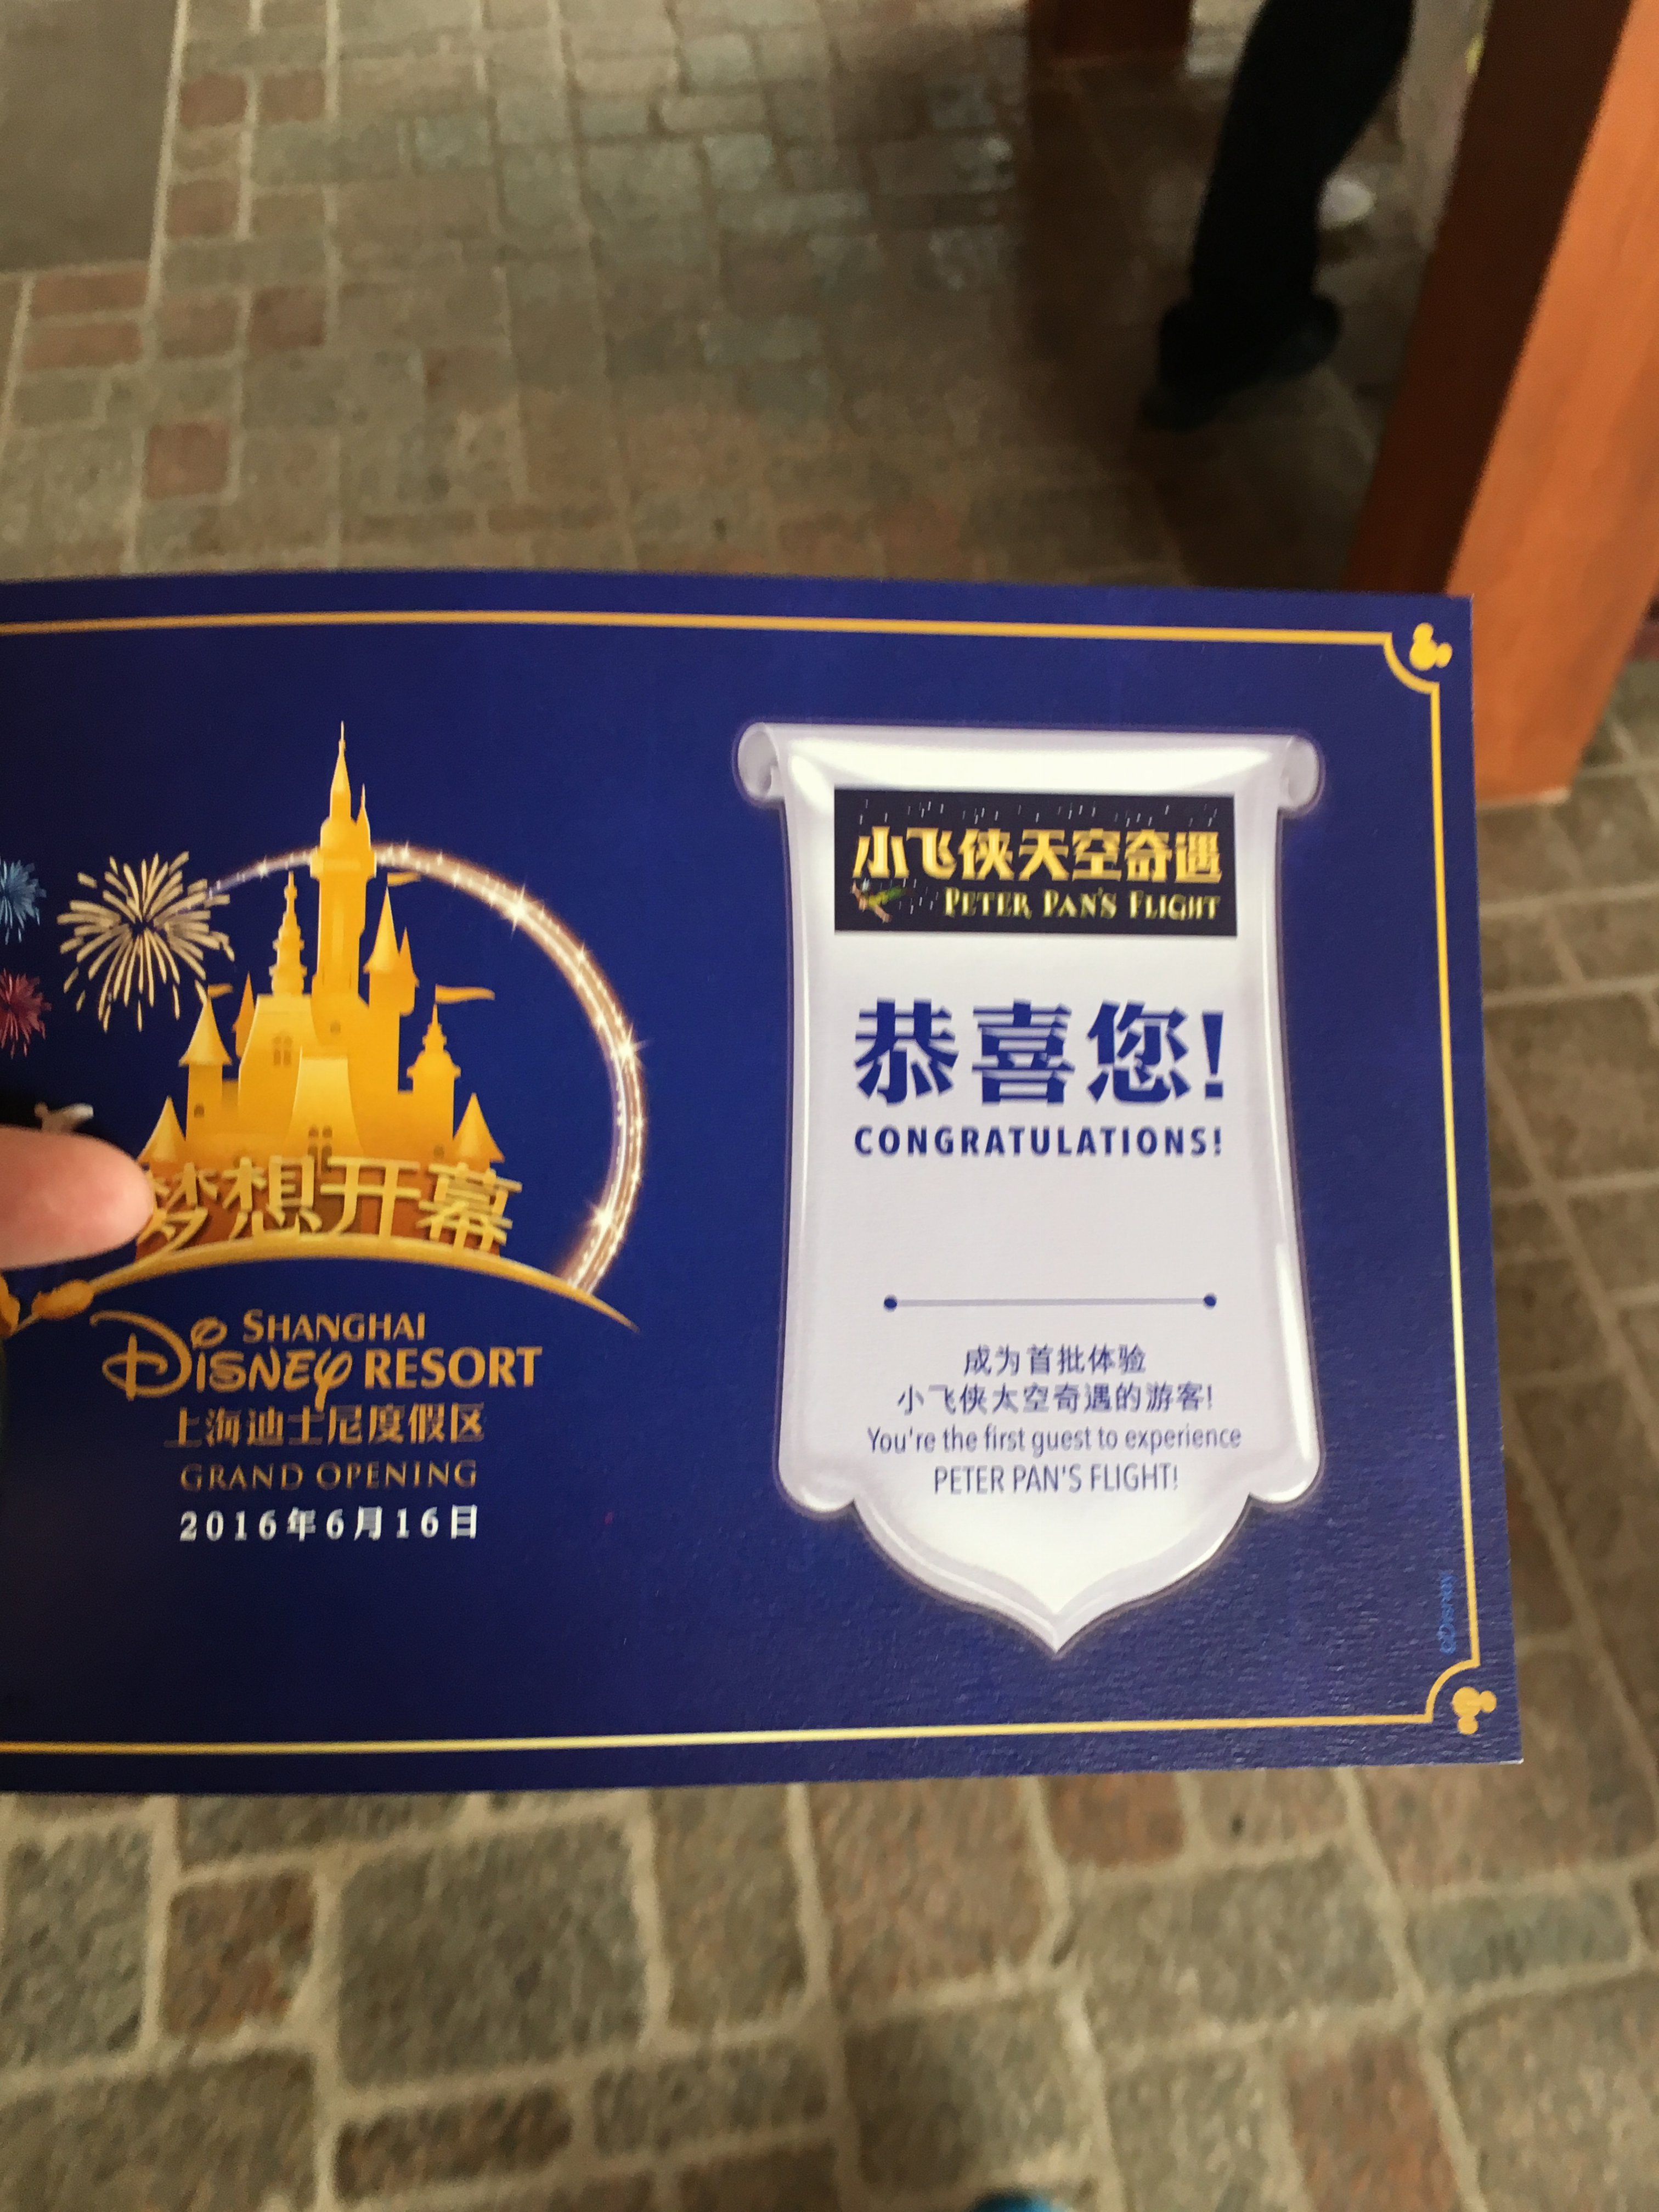 梦想开幕
SHANGHAI
DISNEY RESORT
上海迪士尼度假区
GRAND OPENING
2016年6月16日
小飞侠天空奇遇
PETER PAN'S FLIGHT
恭喜您!
CONGRATULATIONS!
成为首批体验
小飞侠太空奇遇的游客!
You're the first guest to experience
PETER PAN'S FLIGHT!
©Disney